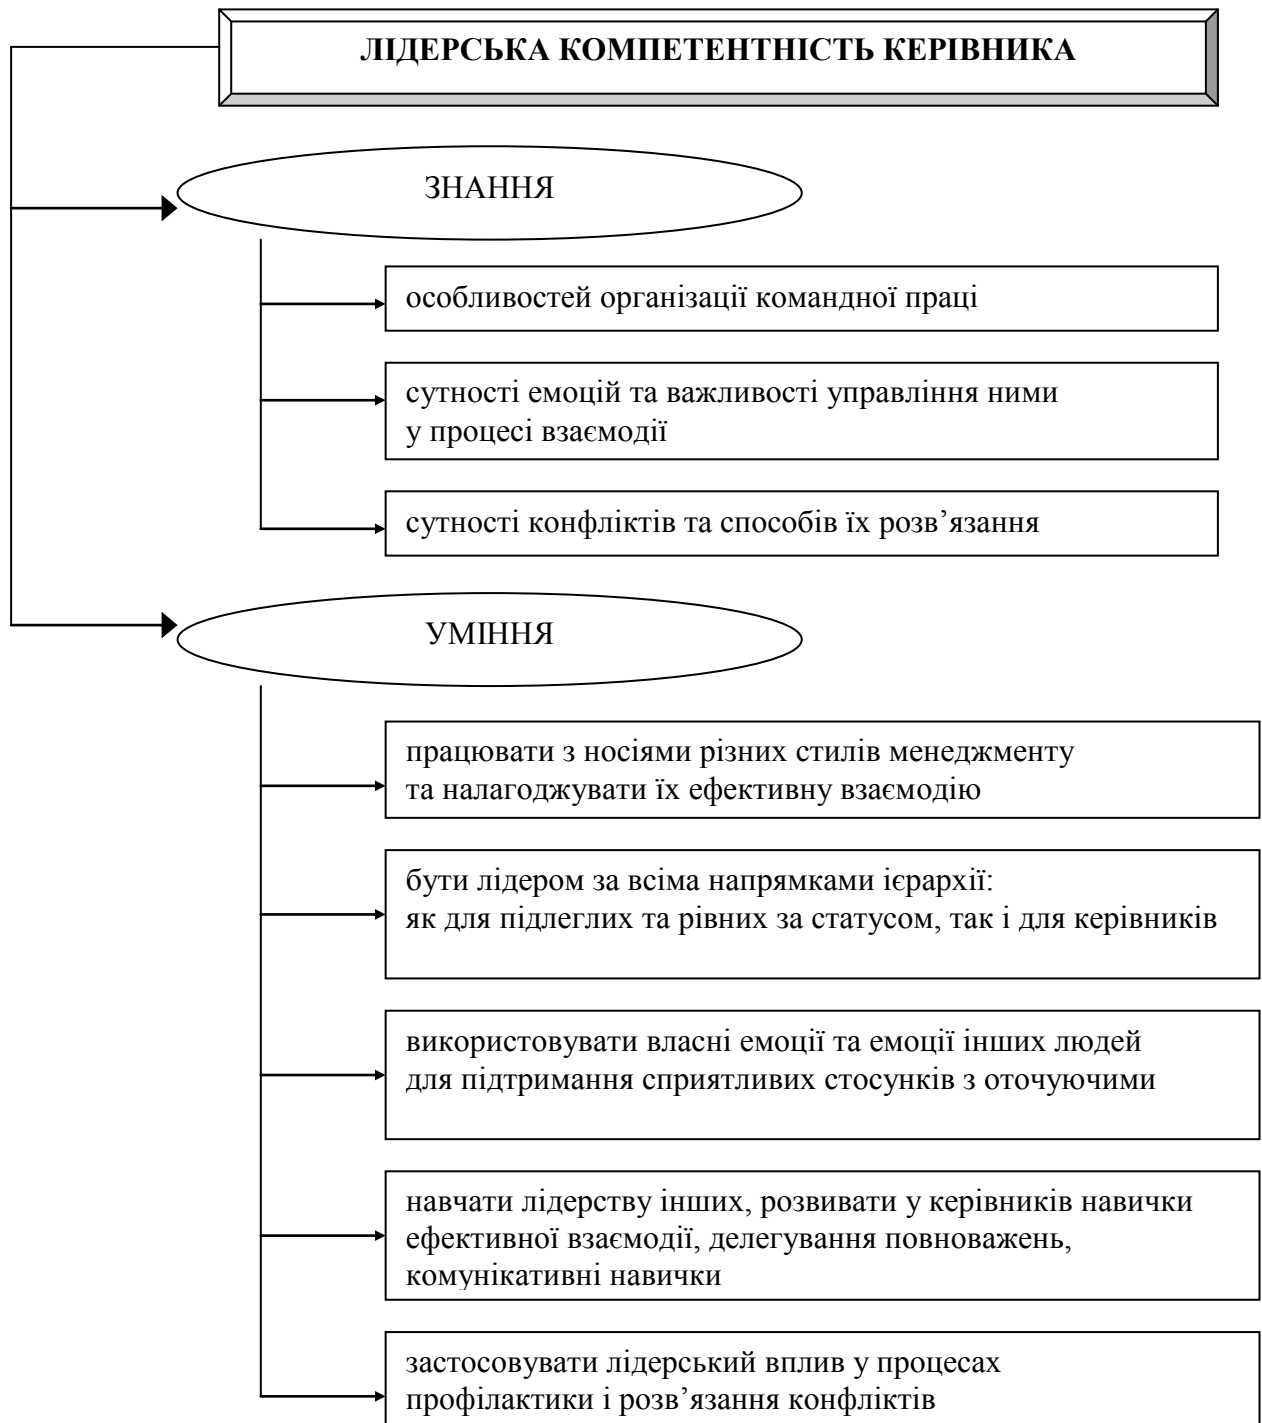 ЛІДЕРСЬКА КОМПЕТЕНТНІСТЬ КЕРІВНИКА
ЗНАННЯ
особливостей організації командної праці
сутності емоцій та важливості управління ними
у процесі взаємодії
сутності конфліктів та способів їх розв’язання
УМІННЯ
працювати з носіями різних стилів менеджменту
та налагоджувати їх ефективну взаємодію
бути лідером за всіма напрямками ієрархії:
як для підлеглих та рівних за статусом, так і для керівників
використовувати власні емоції та емоції інших людей
для підтримання сприятливих стосунків з оточуючими
навчати лідерству інших, розвивати у керівників навички
ефективної взаємодії, делегування повноважень,
комунікативні навички
застосовувати лідерський вплив у процесах
профілактики і розв’язання конфліктів